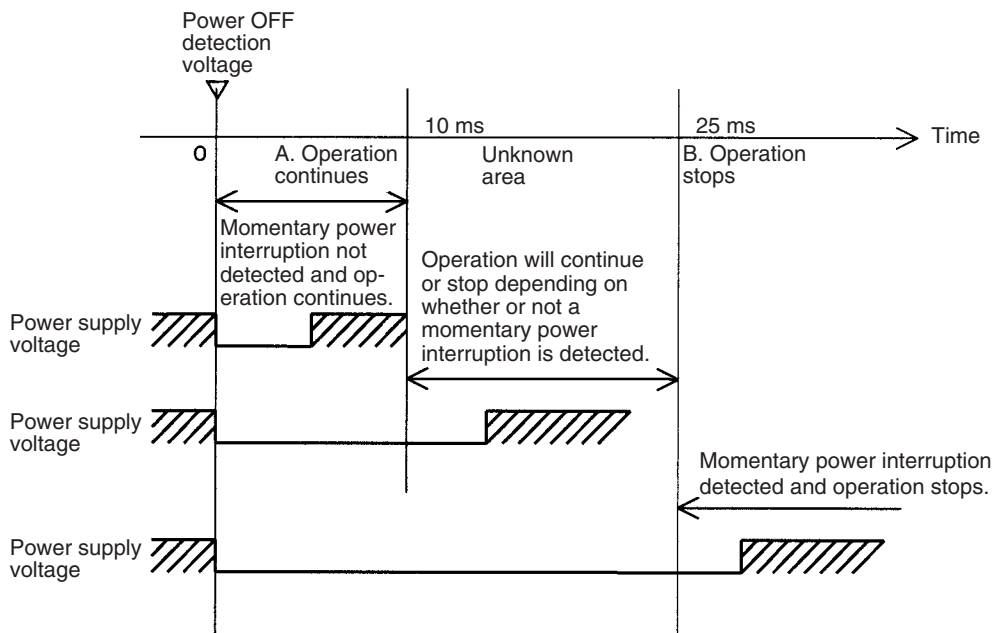 Power OFF
detection
voltage
10 ms
25 ms
Time
0
A. Operation
continues
Unknown
area
B. Operation
stops
Momentary power
interruption not
detected and op-
eration continues.
Operation will continue
or stop depending on
whether or not a
momentary power
interruption is detected.
Power supply
voltage
Power supply
voltage
Momentary power interruption
detected and operation stops.
Power supply
voltage